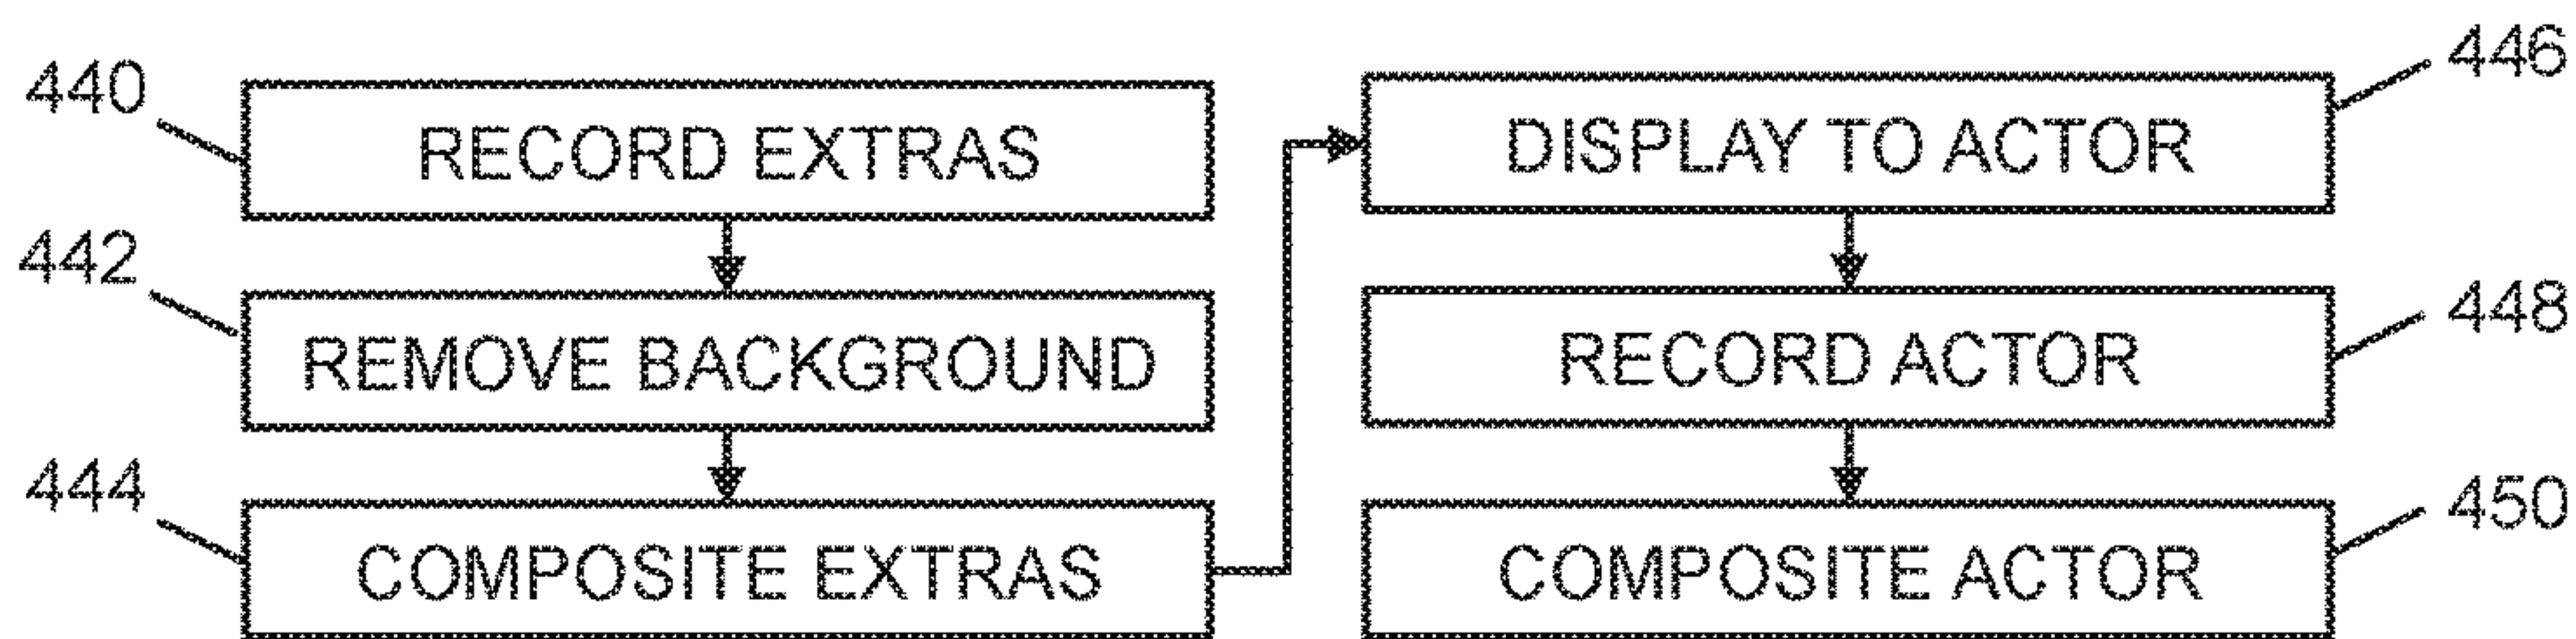 440
RECORD EXTRAS
442
REMOVE BACKGROUND
444
COMPOSITE EXTRAS
446
DISPLAY TO ACTOR
448
RECORD ACTOR
450
COMPOSITE ACTOR